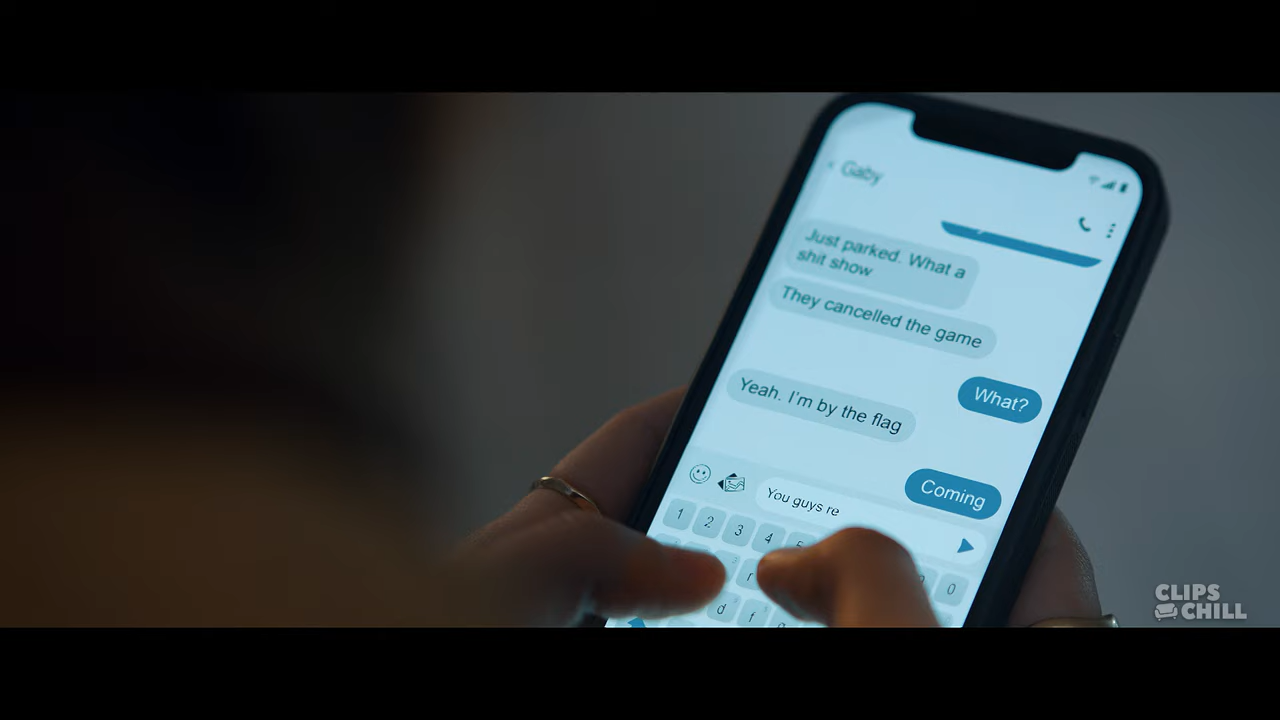 Gaby
Just parked. What a
shit show
They cancelled the game
What?
Yeah. I'm by the flag
Coming
You guys re
1 2 3 4 5
0
r
d f
CLIPS
&CHILL